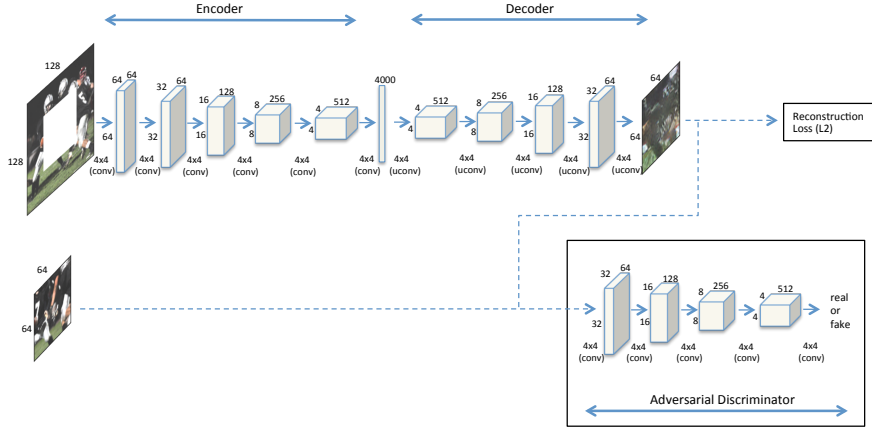 Encoder
Decoder
128
128
64 64
64
32 64
32
16 128
16
8 256
8
4 512
4
4000
4 512
4
8 256
8
16 128
16
32 64
32
64
64
4x4
(conv)
4x4
(conv)
4x4
(conv)
4x4
(conv)
4x4
(conv)
4x4
(conv)
4x4
(uconv)
4x4
(uconv)
4x4
(uconv)
4x4
(uconv)
4x4
(uconv)
Reconstruction
Loss (L2)
64
64
32 64
32
16 128
16
8 256
8
4 512
4
real
or
fake
4x4
(conv)
4x4
(conv)
4x4
(conv)
4x4
(conv)
4x4
(conv)
Adversarial Discriminator